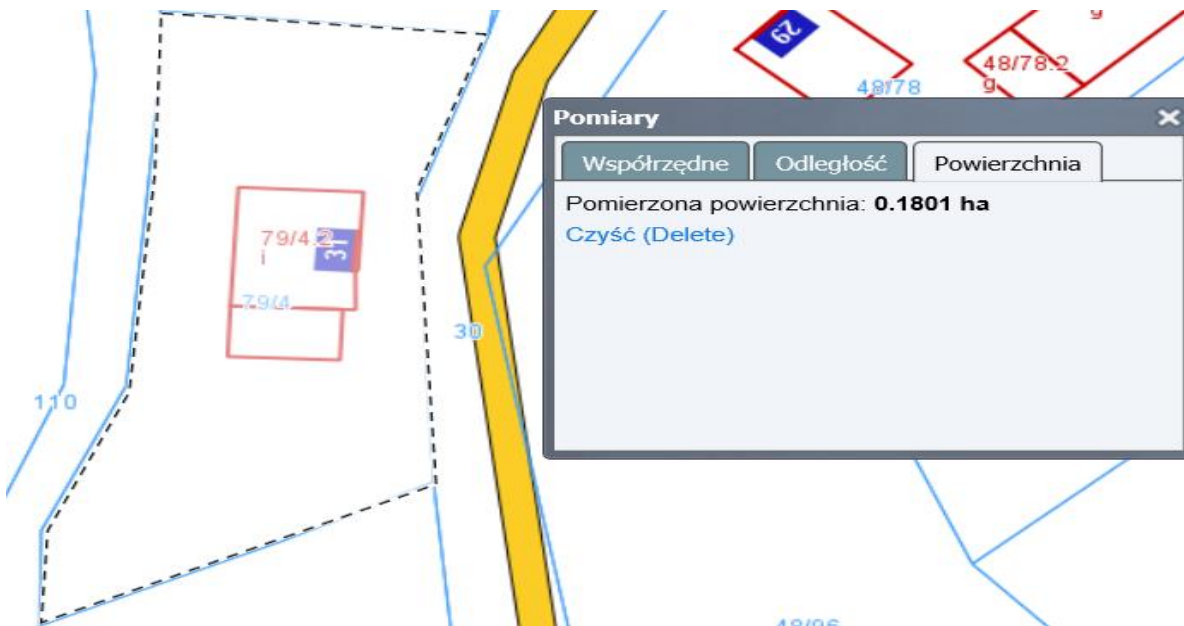 g
29
48/78.2
g
48/78
Pomiary
Współrzędne Odległość Powierzchnia
Pomierzona powierzchnia: 0.1801 ha
Czyść (Delete)
79/4.2
i
31
79/4
30
110
48/96